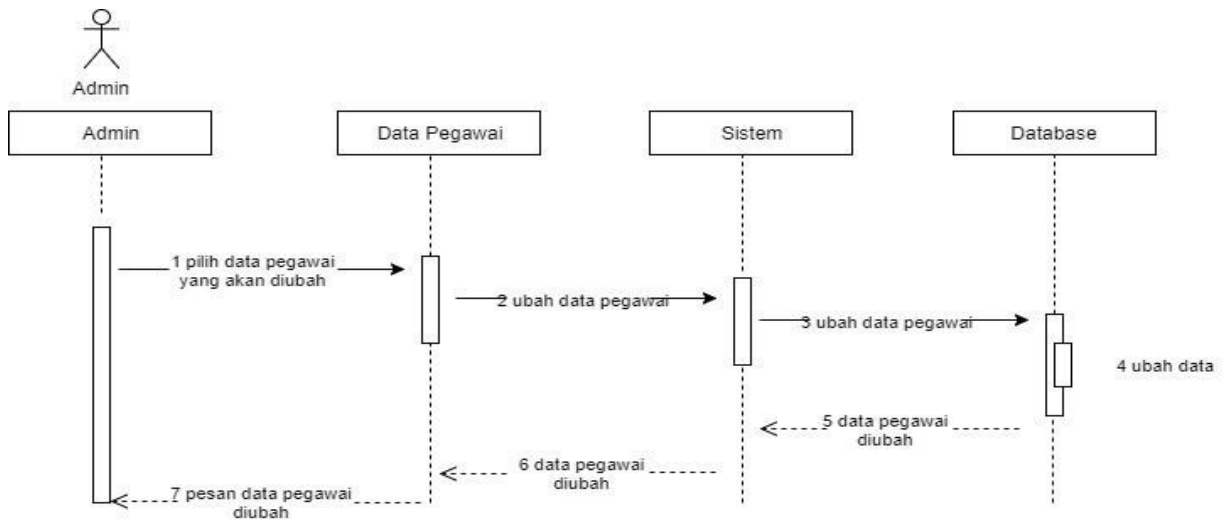 Admin
Admin
Data Pegawai
Sistem
Database
1 pilih data pegawai
yang akan diubah
2 ubah data pegawai
3 ubah data pegawai
4 ubah data
5 data pegawai
diubah
6 data pegawai
diubah
7 pesan data pegawai
diubah